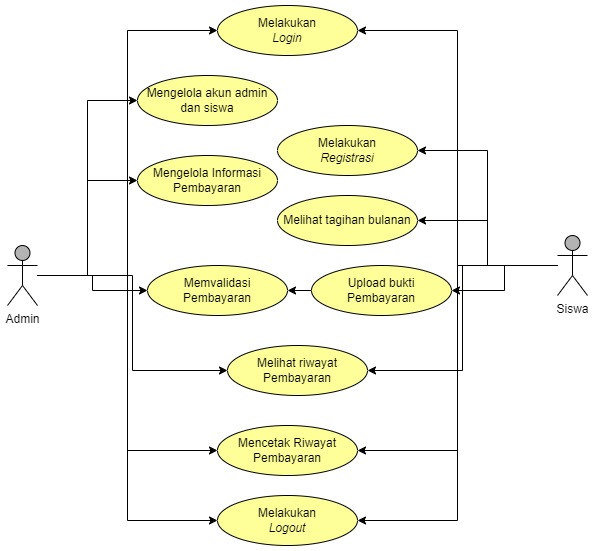 Melakukan
Login
Mengelola akun admin
dan siswa
Melakukan
Registrasi
Mengelola Informasi
Pembayaran
Melihat tagihan bulanan
Admin
Memvalidasi
Pembayaran
Upload bukti
Pembayaran
Siswa
Melihat riwayat
Pembayaran
Mencetak Riwayat
Pembayaran
Melakukan
Logout